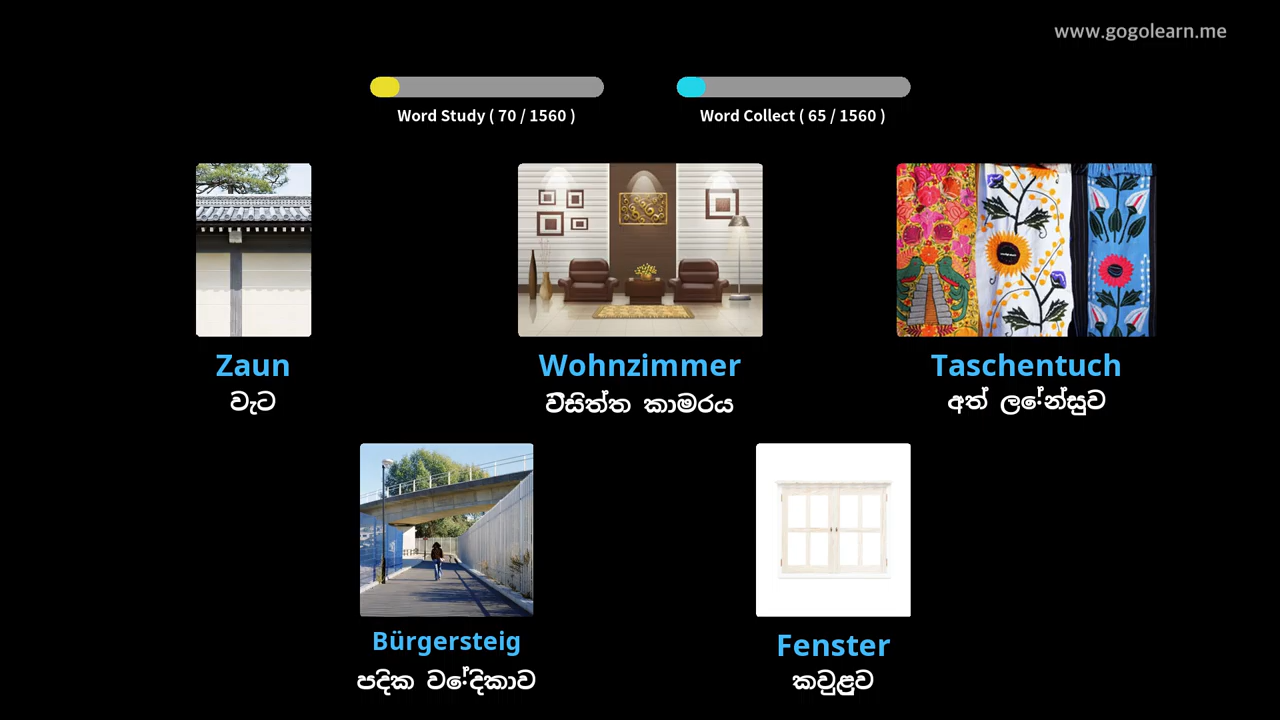 www.gogolearn.me
Word Study ( 70 / 1560 )
Word Collect ( 65 / 1560 )
Zaun
Wohnzimmer
Taschentuch
වැට
විසිත්ත කාමරය
අත් ලේන්සුව
Bürgersteig
Fenster
පදික වේදිකාව
කවුළුව